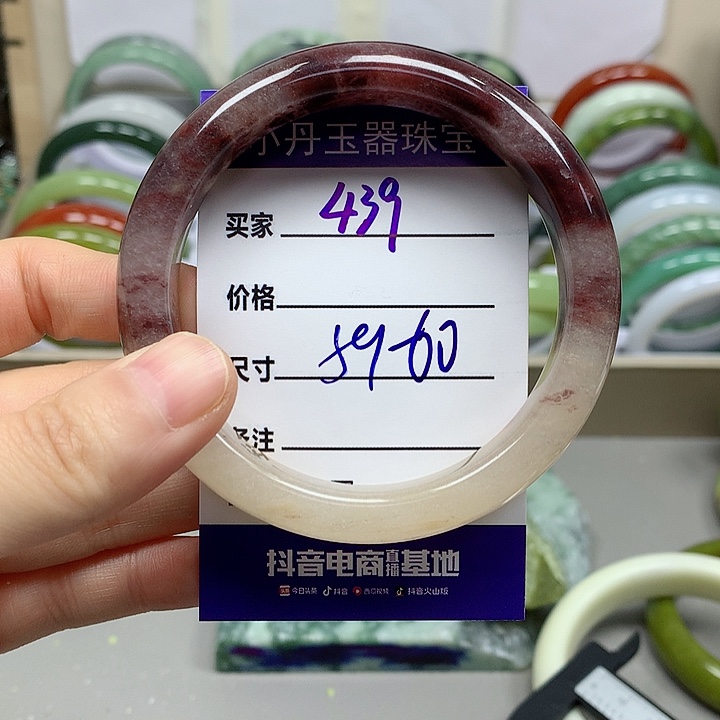 小丹玉器珠宝
买家 439
价格
尺寸 59-60
备注
抖音电商直播基地
今日头条 抖音 西瓜视频 抖音火山版